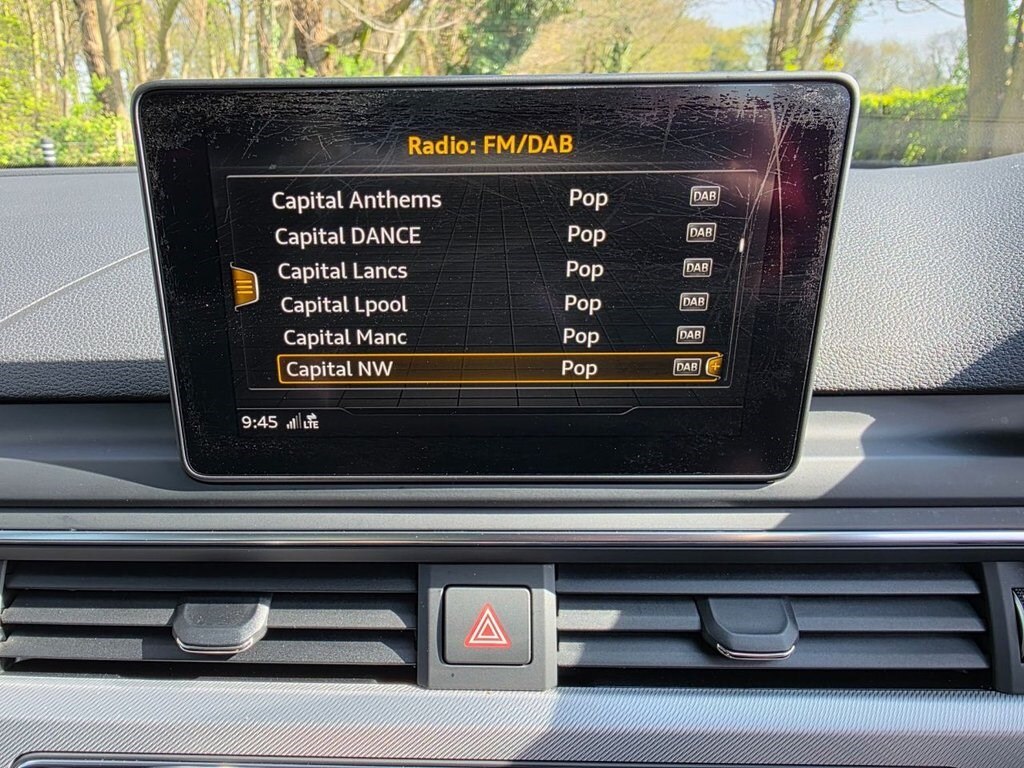 Radio: FM/DAB
Capital Anthems Pop DAB
Capital DANCE Pop DAB
Capital Lancs Pop DAB
Capital Lpool Pop DAB
Capital Manc Pop DAB
Capital NW Pop DAB +
9:45 LTE